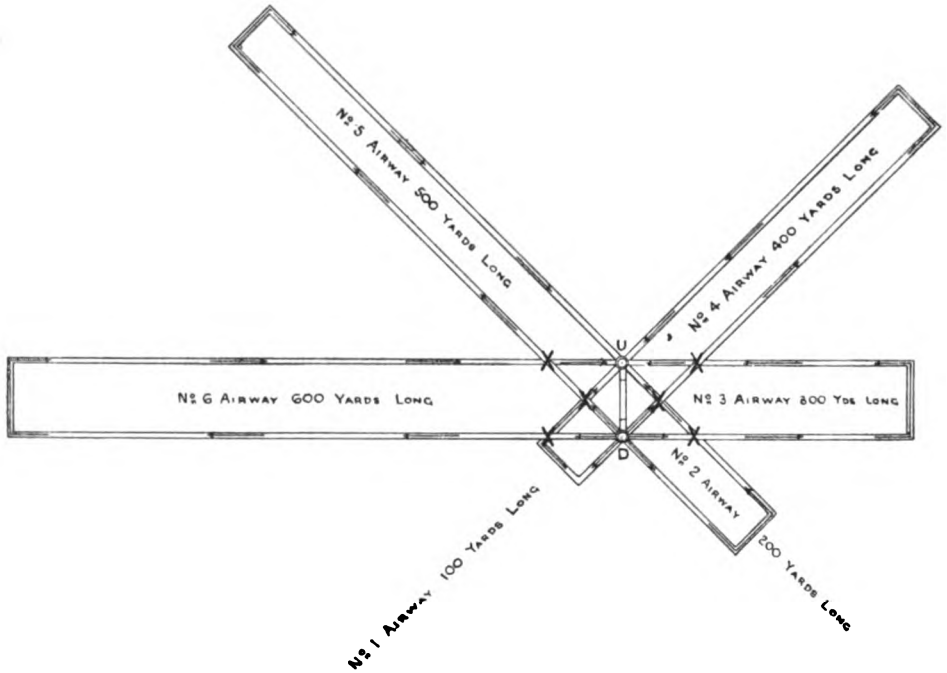 Nº 5 AIRWAY 500 YARDS LONG
Nº 4 AIRWAY 400 YARDS LONG
U
Nº 6 AIRWAY 600 YARDS LONG
Nº 3 AIRWAY 300 YDS LONG
D
Nº 2 AIRWAY
200 YARDS LONG
Nº 1 AIRWAY 100 YARDS LONG